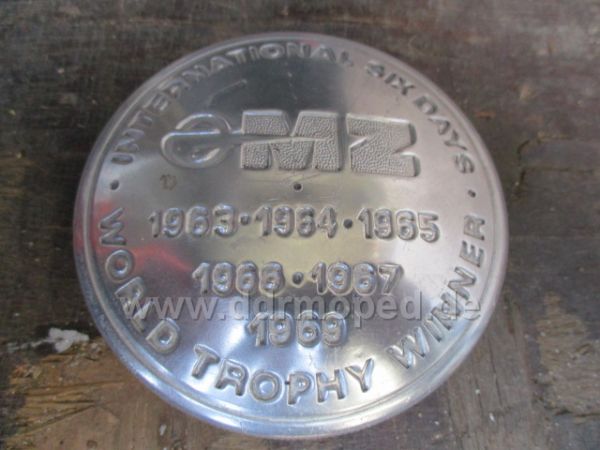 · INTERNATIONAL SIX DAYS ·
MZ
1963·1964·1965
1966·1967
1969
WORLD TROPHY WINNER
www.ddrmoped.de